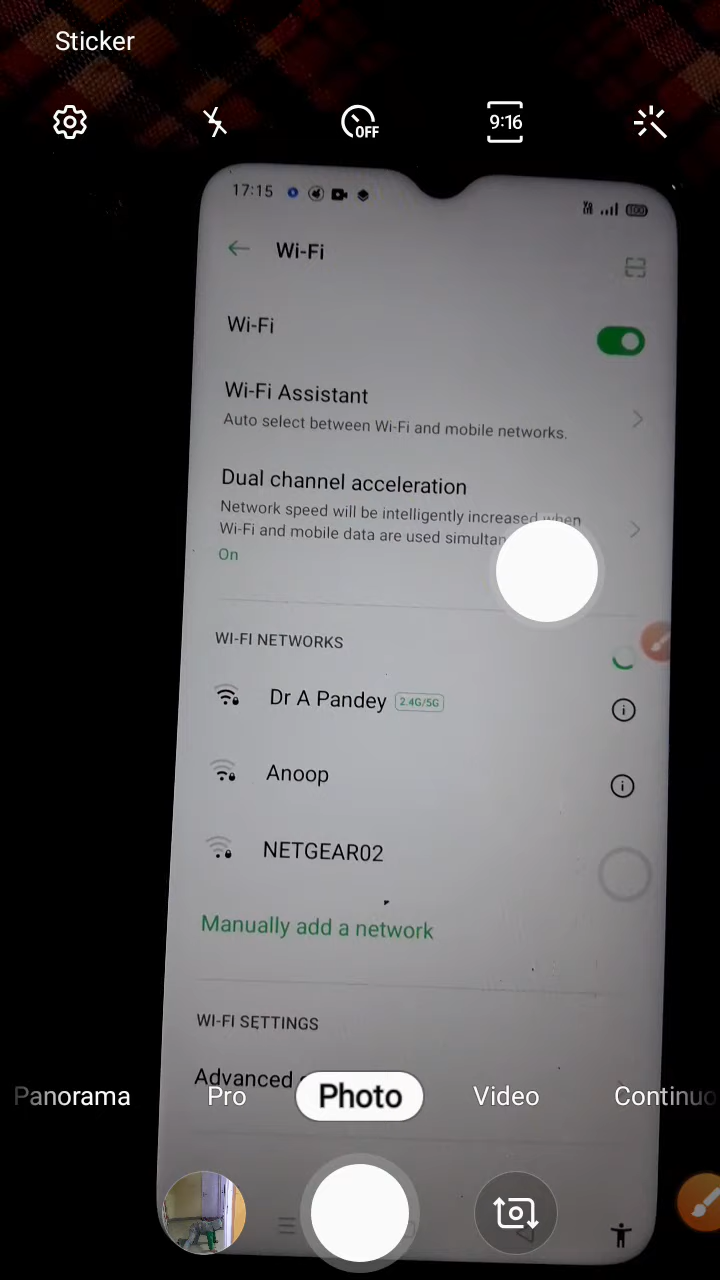 Sticker
OFF
9:16
17:15
100
Wi-Fi
Wi-Fi
Wi-Fi Assistant
Auto select between Wi-Fi and mobile networks.
Dual channel acceleration
Network speed will be intelligently increased when
Wi-Fi and mobile data are used
On
WI-FI NETWORKS
Dr A Pandey 2.4G/5G
Anoop
NETGEAR02
Manually add a network
WI-FI SETTINGS
Advanced
Panorama Pro Photo Video Continuo